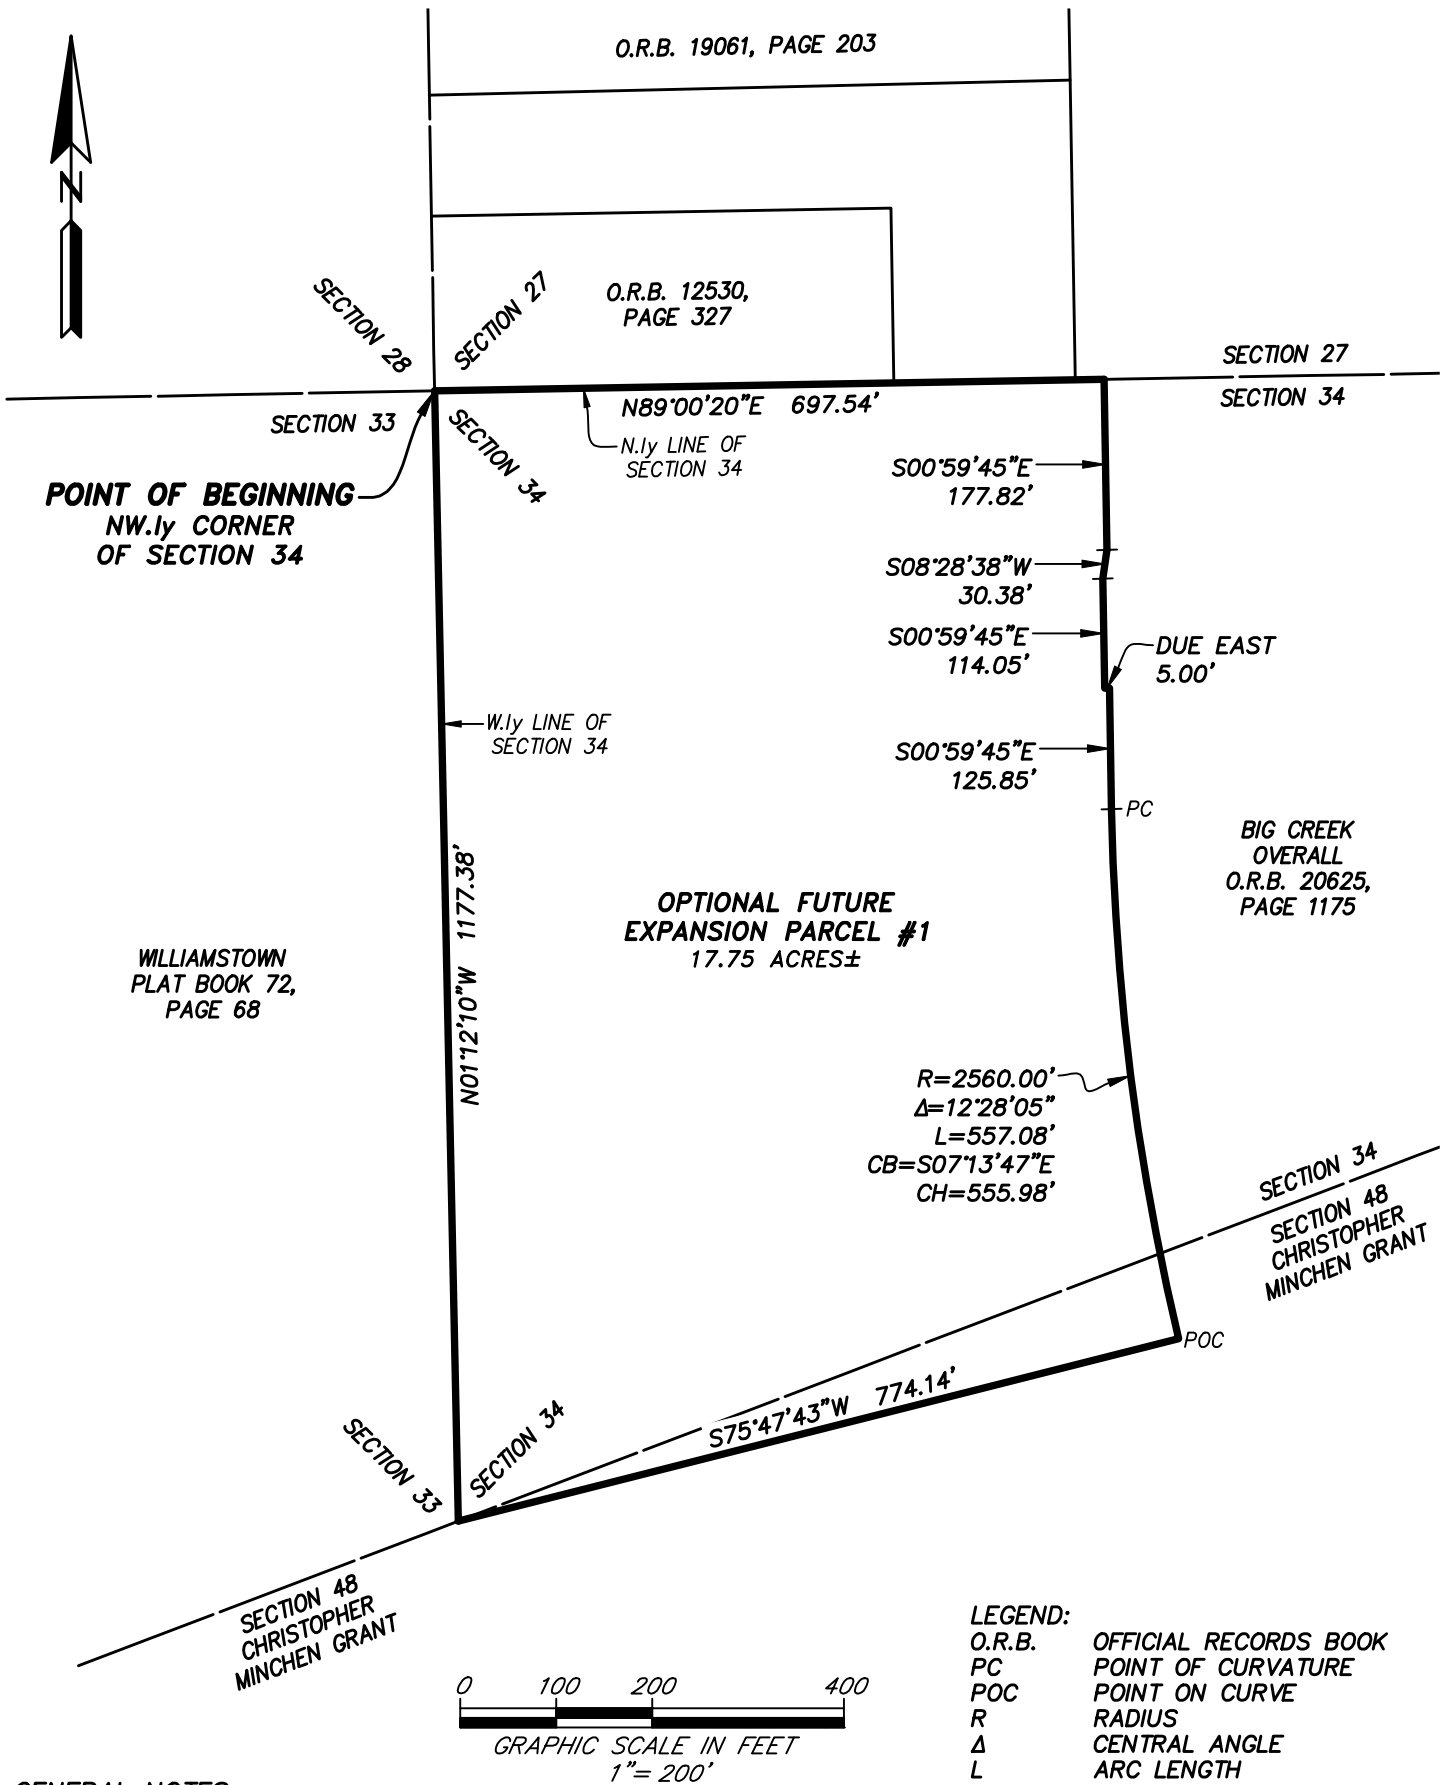 O.R.B. 19061, PAGE 203
N
SECTION 28
SECTION 27
O.R.B. 12530,
PAGE 327
SECTION 27
SECTION 33
SECTION 34
SECTION 34
N89°00'20"E 697.54'
N.ly LINE OF
SECTION 34
POINT OF BEGINNING
NW.ly CORNER
OF SECTION 34
S00°59'45"E
177.82'
S08°28'38"W
30.38'
S00°59'45"E
114.05'
DUE EAST
5.00'
W.ly LINE OF
SECTION 34
S00°59'45"E
125.85'
PC
BIG CREEK
OVERALL
O.R.B. 20625,
PAGE 1175
N01°12'10"W 1177.38'
OPTIONAL FUTURE
EXPANSION PARCEL #1
17.75 ACRES±
WILLIAMSTOWN
PLAT BOOK 72,
PAGE 68
R=2560.00'
Δ=12°28'05"
L=557.08'
CB=S07°13'47"E
CH=555.98'
SECTION 34
SECTION 48
CHRISTOPHER
MINCHEN GRANT
POC
S75°47'43"W 774.14'
SECTION 33
SECTION 34
SECTION 48
CHRISTOPHER
MINCHEN GRANT
0 100 200 400
GRAPHIC SCALE IN FEET
1"= 200'
LEGEND:
O.R.B. OFFICIAL RECORDS BOOK
PC POINT OF CURVATURE
POC POINT ON CURVE
R RADIUS
Δ CENTRAL ANGLE
L ARC LENGTH